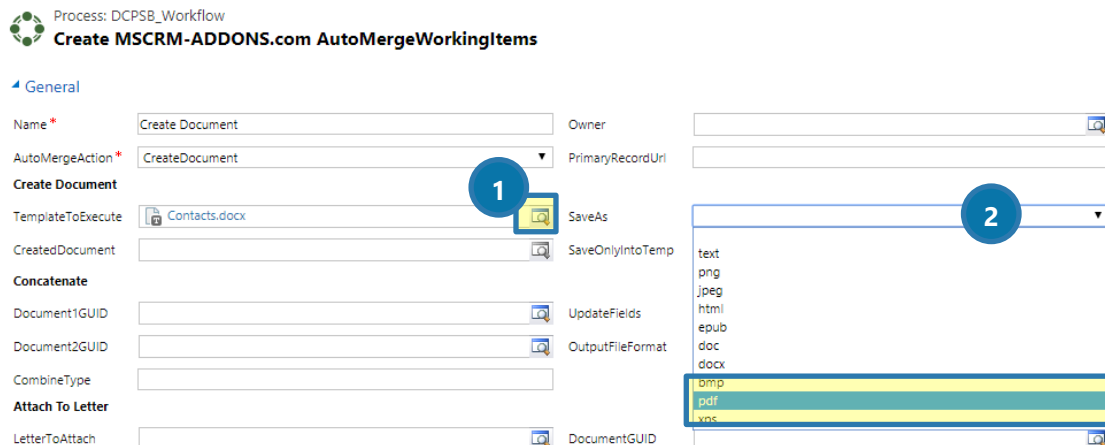 Process: DCPSB_Workflow
Create MSCRM-ADDONS.com AutoMergeWorkingItems
General
Name* Create Document Owner
AutoMergeAction* CreateDocument PrimaryRecordUrl
Create Document
1
TemplateToExecute Contacts.docx SaveAs 2
CreatedDocument SaveOnlyIntoTemp
text
png
Concatenate
jpeg
Document1GUID UpdateFields html
epub
Document2GUID OutputFileFormat doc
docx
CombineType bmp
pdf
Attach To Letter
xps
LetterToAttach DocumentGUID